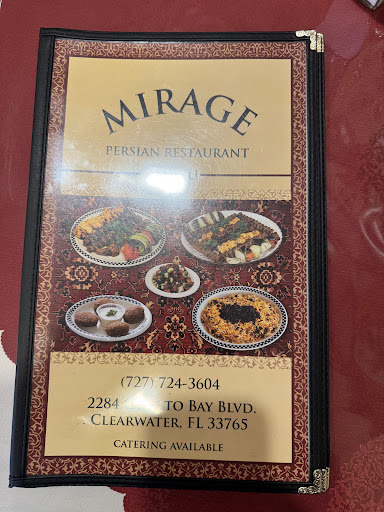 MIRAGE
PERSIAN RESTAURANT
(727) 724-3604
2284 TO BAY BLVD.
CLEARWATER, FL 33765
CATERING AVAILABLE